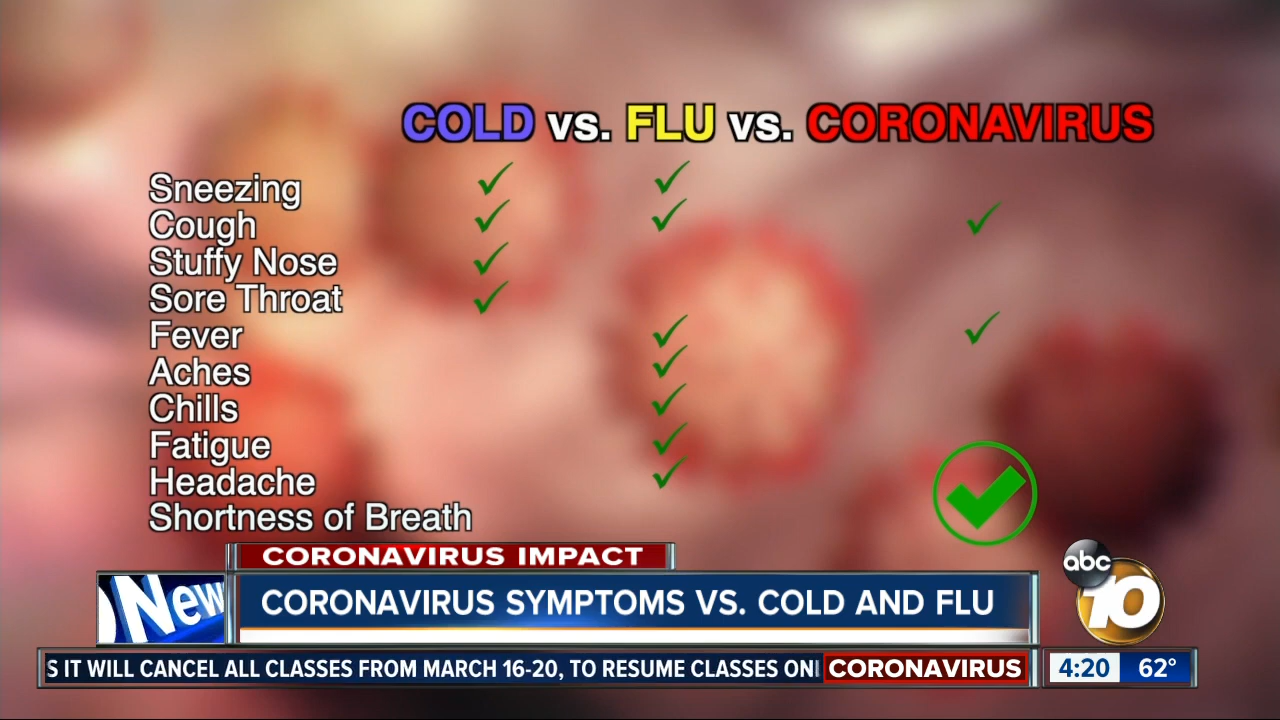 COLD vs. FLU vs. CORONAVIRUS
Sneezing ✓ ✓
Cough ✓ ✓ ✓
Stuffy Nose ✓
Sore Throat ✓
Fever ✓ ✓
Aches ✓
Chills ✓
Fatigue ✓
Headache ✓
Shortness of Breath ✓
CORONAVIRUS IMPACT
New
CORONAVIRUS SYMPTOMS VS. COLD AND FLU
abc
10
S IT WILL CANCEL ALL CLASSES FROM MARCH 16-20, TO RESUME CLASSES ONl CORONAVIRUS 4:20 62°